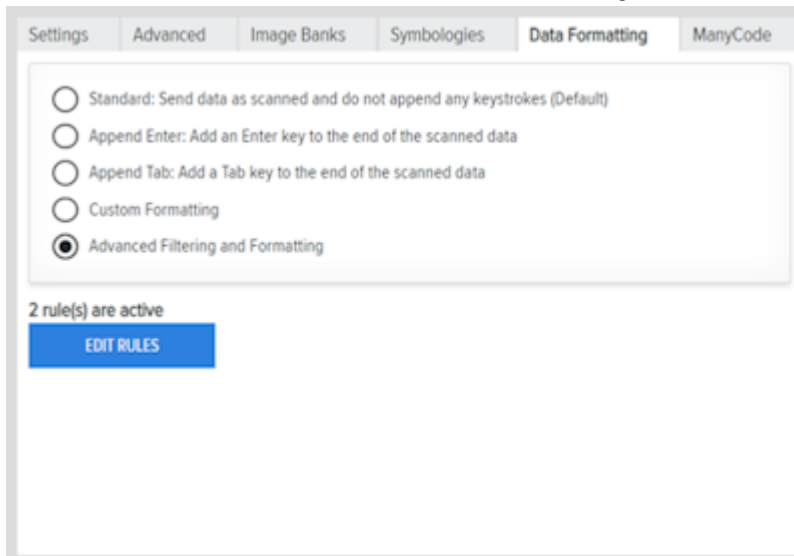 Settings Advanced Image Banks Symbologies Data Formatting ManyCode
Standard: Send data as scanned and do not append any keystrokes (Default)
Append Enter: Add an Enter key to the end of the scanned data
Append Tab: Add a Tab key to the end of the scanned data
Custom Formatting
Advanced Filtering and Formatting
2 rule(s) are active
EDIT RULES